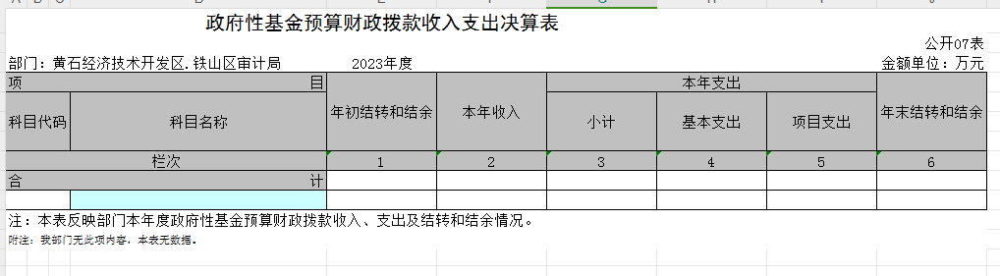 政府性基金预算财政拨款收入支出决算表
公开07表
部门：黄石经济技术开发区.铁山区审计局 2023年度 金额单位：万元
项 目 年初结转和结余 本年收入 本年支出 年末结转和结余
科目代码 科目名称 小计 基本支出 项目支出
栏次 1 2 3 4 5 6
合 计
注：本表反映部门本年度政府性基金预算财政拨款收入、支出及结转和结余情况。
附注：我部门无此项内容，本表无数据。